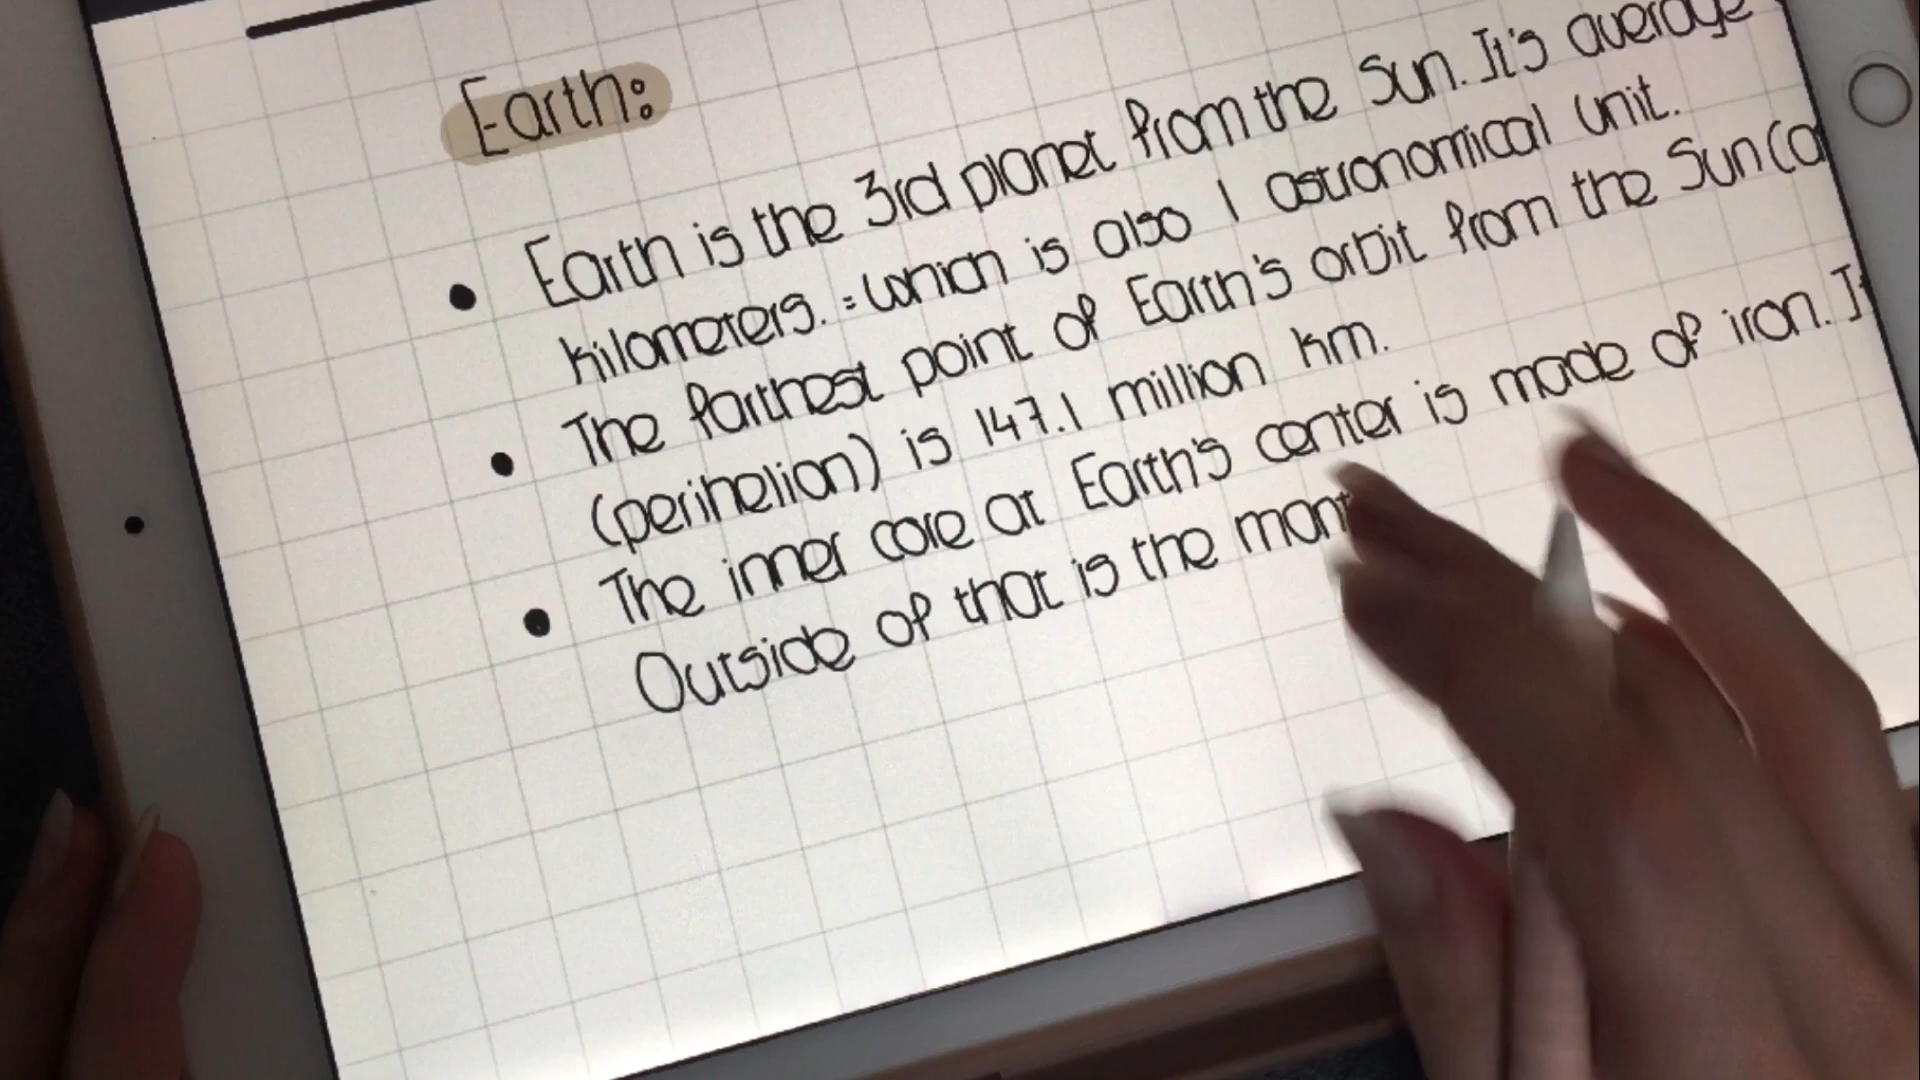 Earth:
Earth is the 3rd planet from the Sun. It's average
kilometers. = which is also 1 astronomical unit.
The farthest point of Earth's orbit from the Sun (a
(perihelion) is 147.1 million km.
The inner core at Earth's center is made of iron. It
Outside of that is the mant